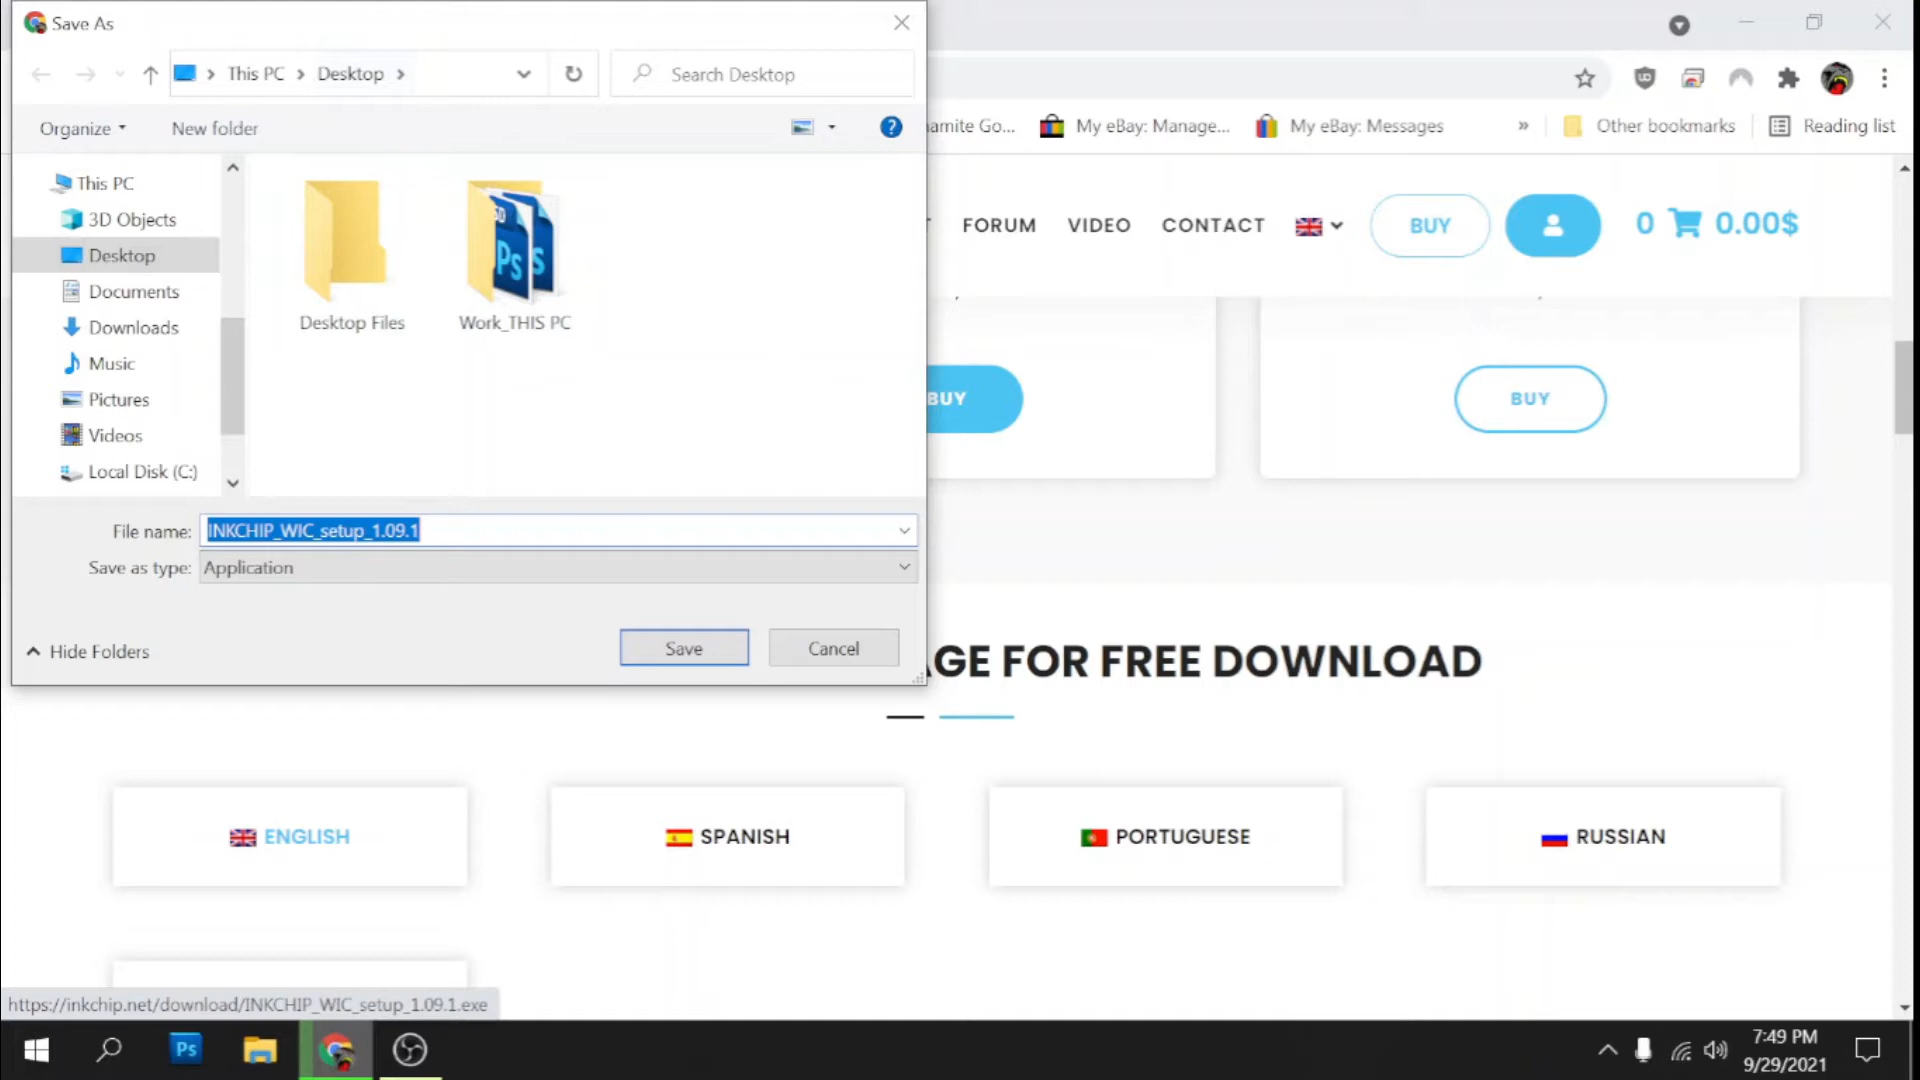 Save As
This PC
Desktop
Search Desktop
Organize
New folder
This PC
3D Objects
Desktop
Documents
Downloads
Music
Pictures
Videos
Local Disk (C:)
Desktop Files
Work_THIS PC
Ps
File name:
INKCHIP_WIC_setup_1.09.1
Save as type:
Application
Hide Folders
Save
Cancel
amite Go...
My eBay: Manage...
My eBay: Messages
»
Other bookmarks
Reading list
FORUM
VIDEO
CONTACT
BUY
0
0.00$
BUY
BUY
AGE FOR FREE DOWNLOAD
ENGLISH
SPANISH
PORTUGUESE
RUSSIAN
https://inkchip.net/download/INKCHIP_WIC_setup_1.09.1.exe
Ps
7:49 PM
9/29/2021